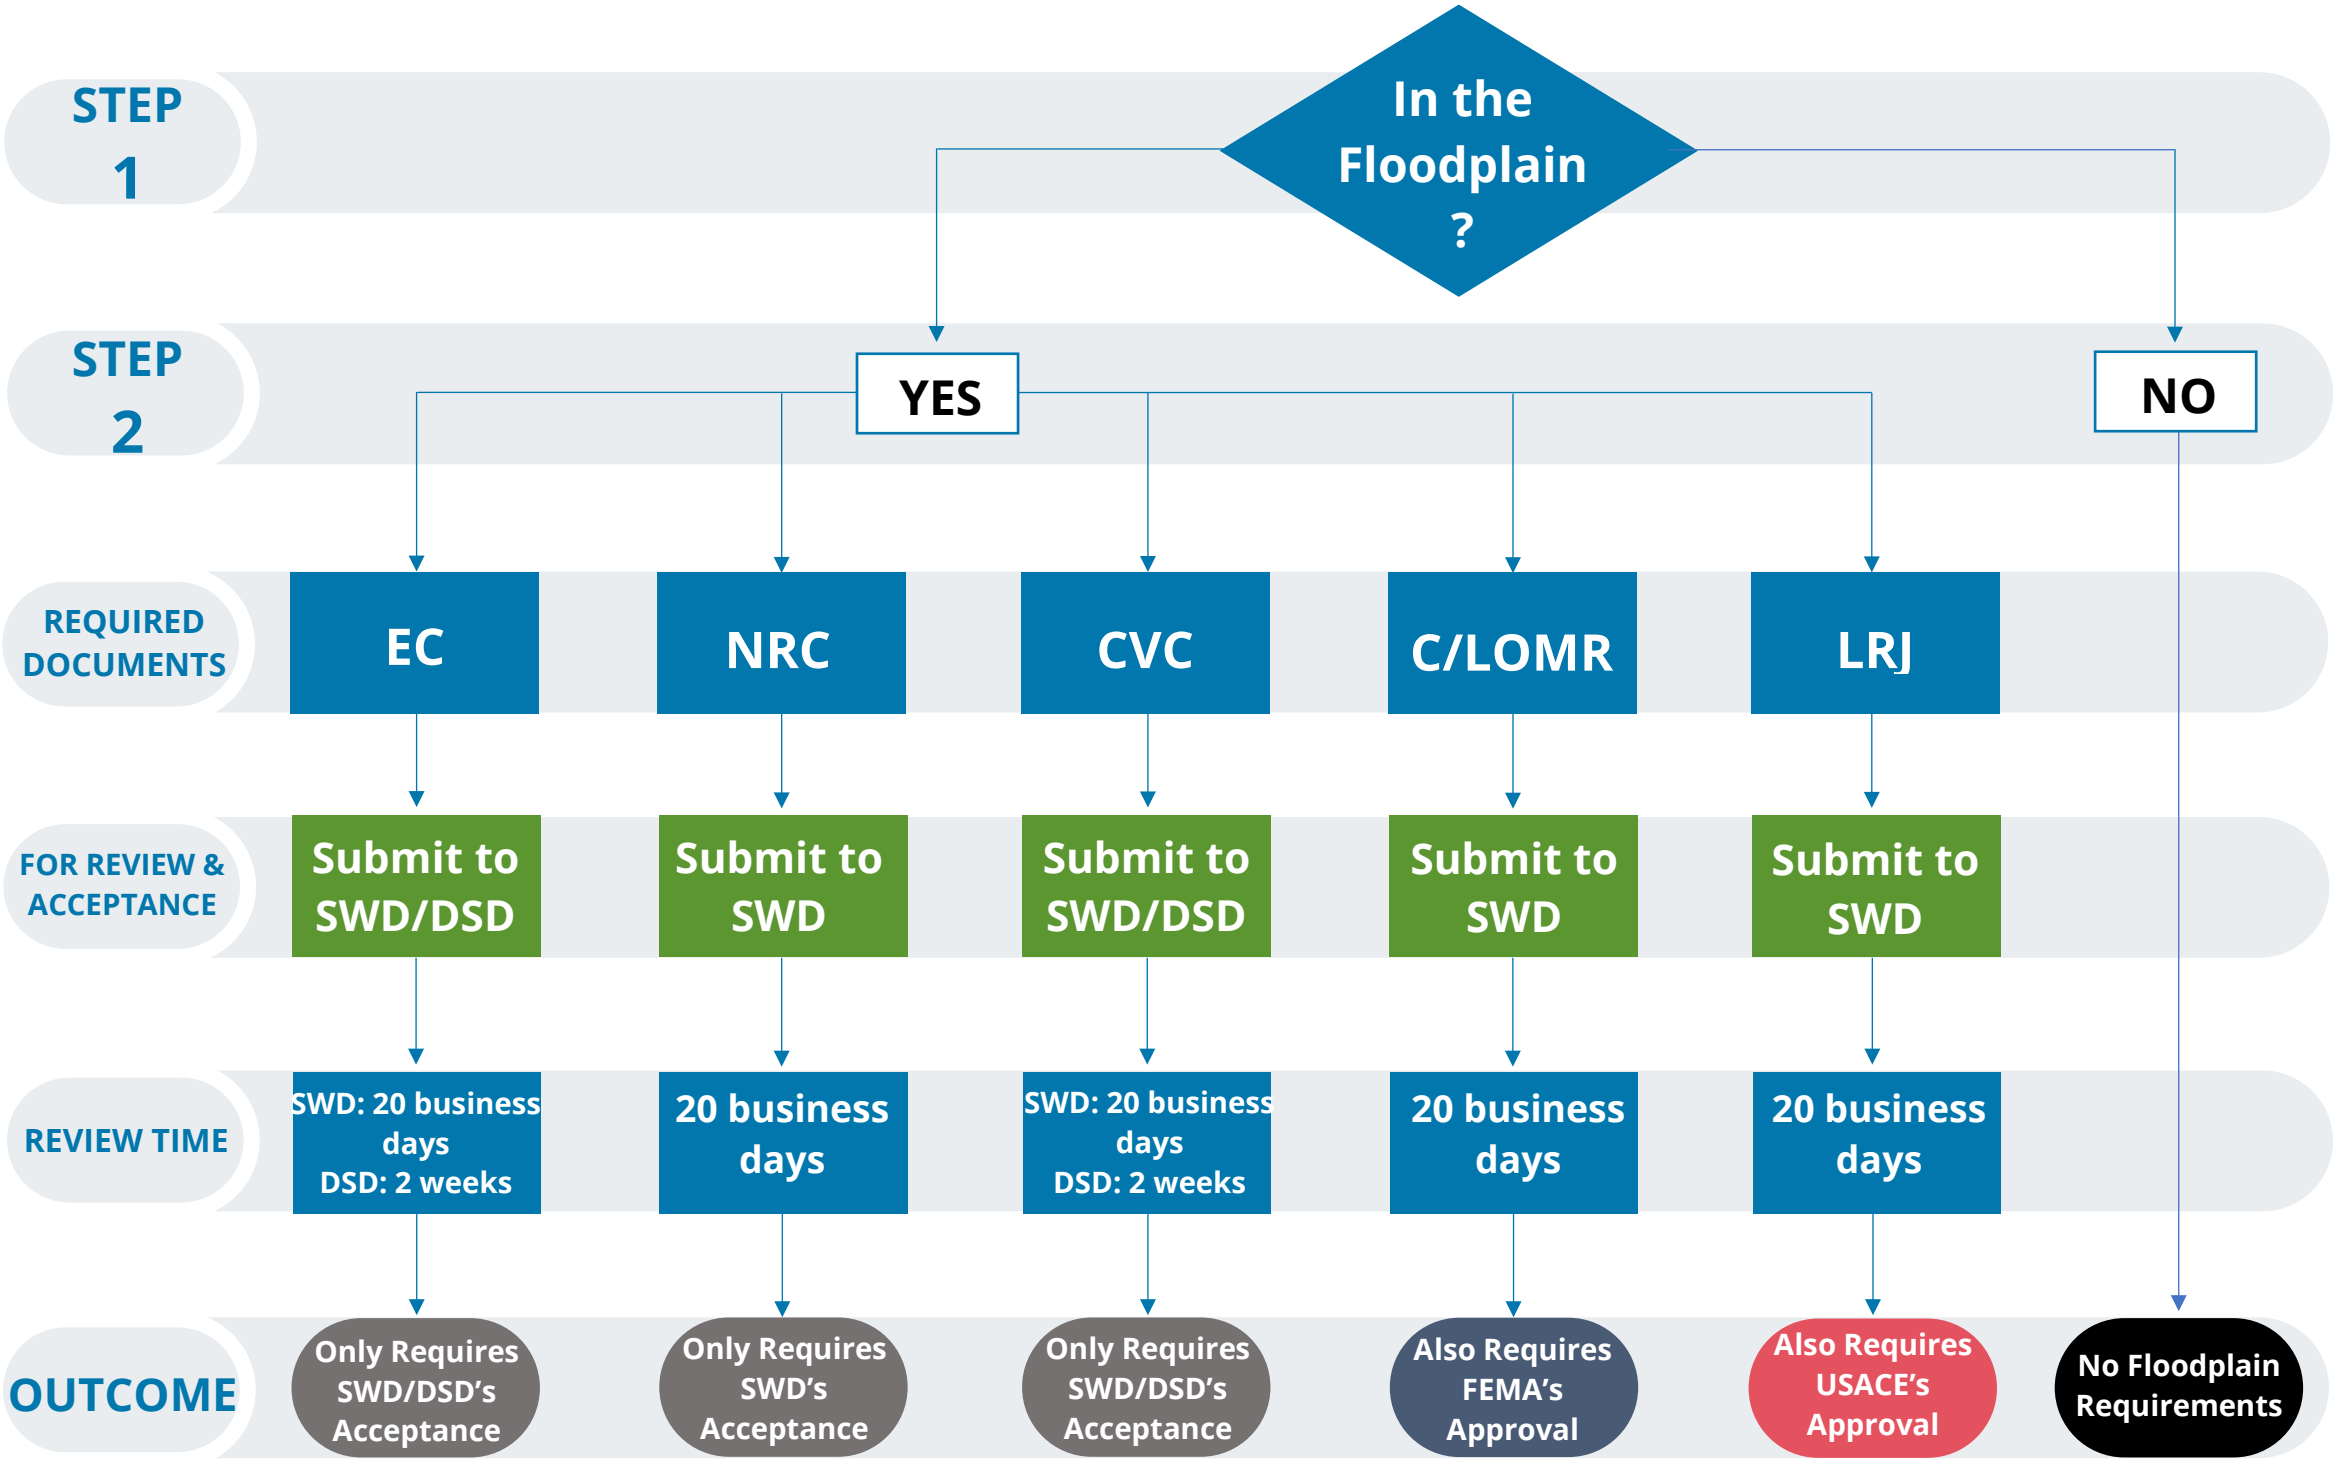 STEP
1
In the
Floodplain
?
STEP
2
YES
NO
REQUIRED
DOCUMENTS
EC
NRC
CVC
C/LOMR
LRJ
FOR REVIEW &
ACCEPTANCE
Submit to
SWD/DSD
Submit to
SWD
Submit to
SWD/DSD
Submit to
SWD
Submit to
SWD
REVIEW TIME
SWD: 20 business
days
DSD: 2 weeks
20 business
days
SWD: 20 business
days
DSD: 2 weeks
20 business
days
20 business
days
OUTCOME
Only Requires
SWD/DSD’s
Acceptance
Only Requires
SWD’s
Acceptance
Only Requires
SWD/DSD’s
Acceptance
Also Requires
FEMA’s
Approval
Also Requires
USACE’s
Approval
No Floodplain
Requirements